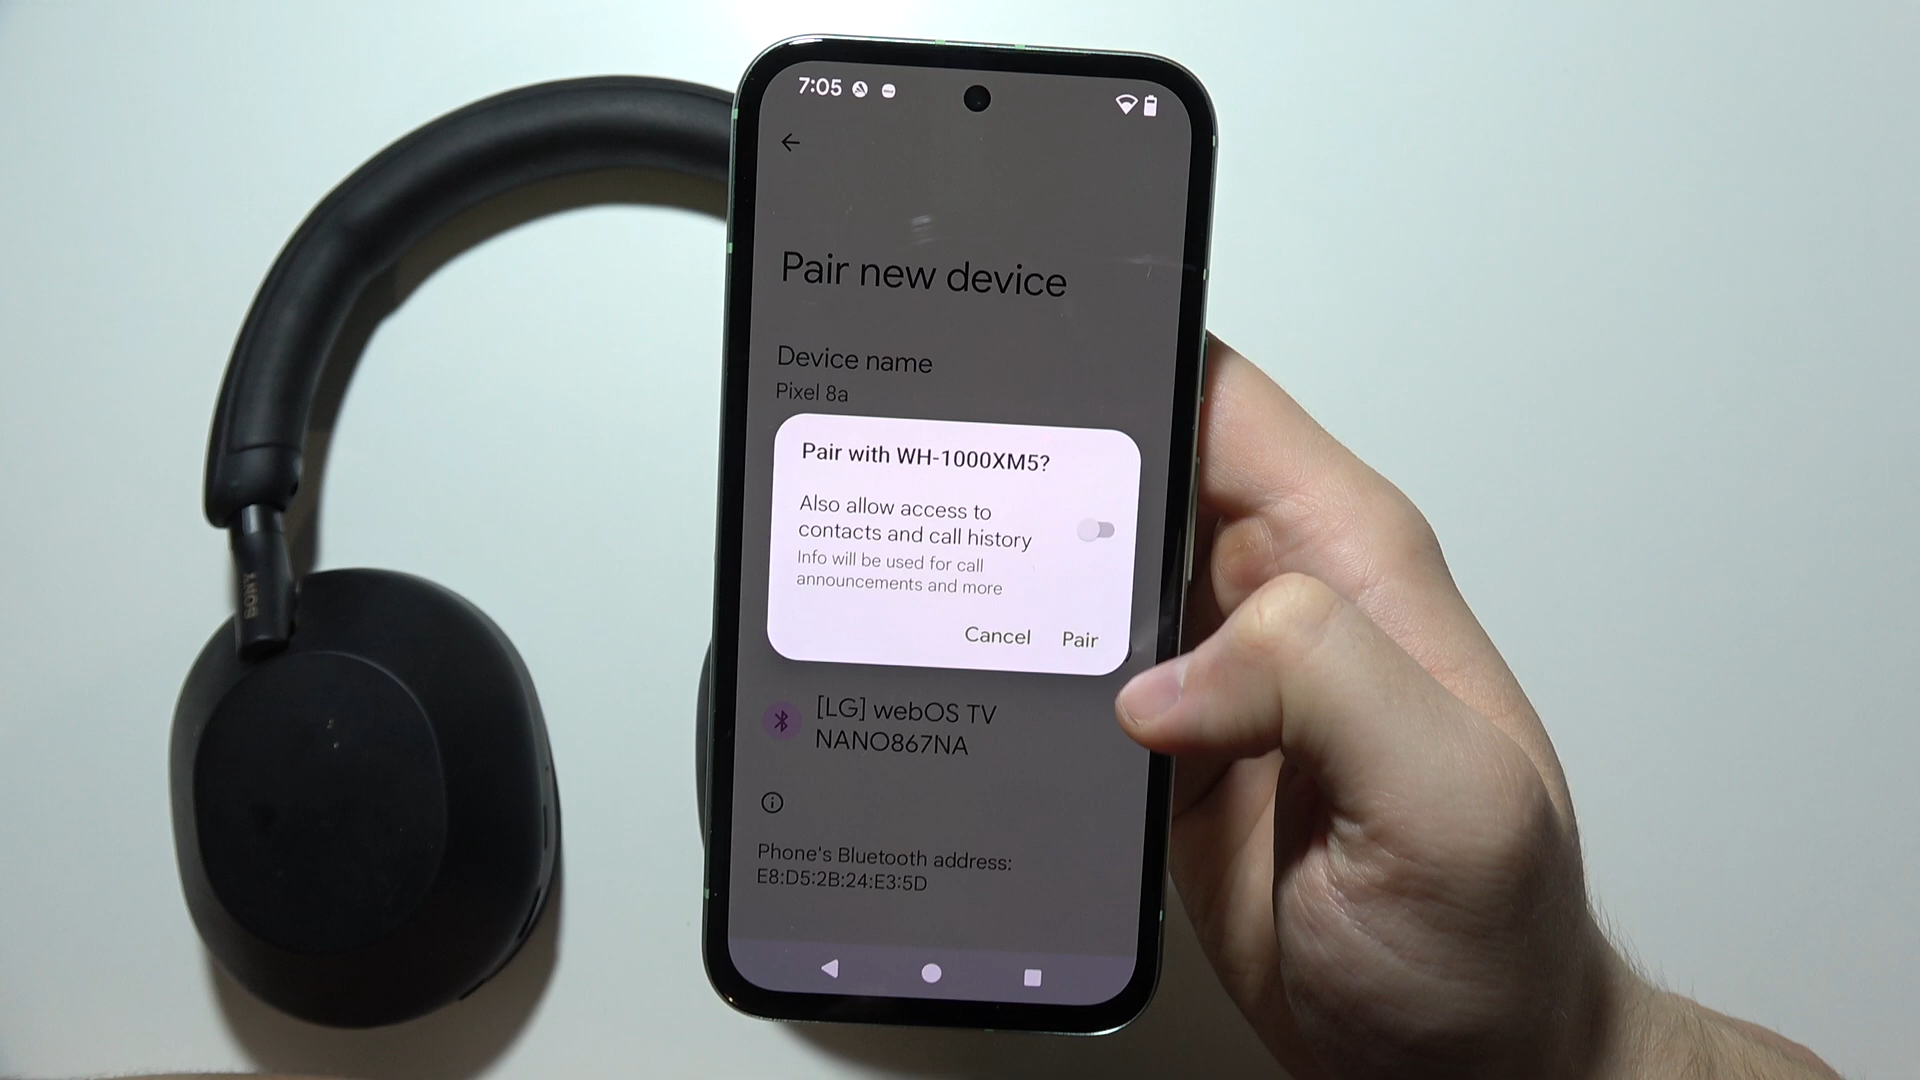 7:05
Pair new device
Device name
Pixel 8a
Pair with WH-1000XM5?
Also allow access to
contacts and call history
Info will be used for call
announcements and more
Cancel Pair
[LG] webOS TV
NANO867NA
Phone's Bluetooth address:
E8:D5:2B:24:E3:5D
SONY